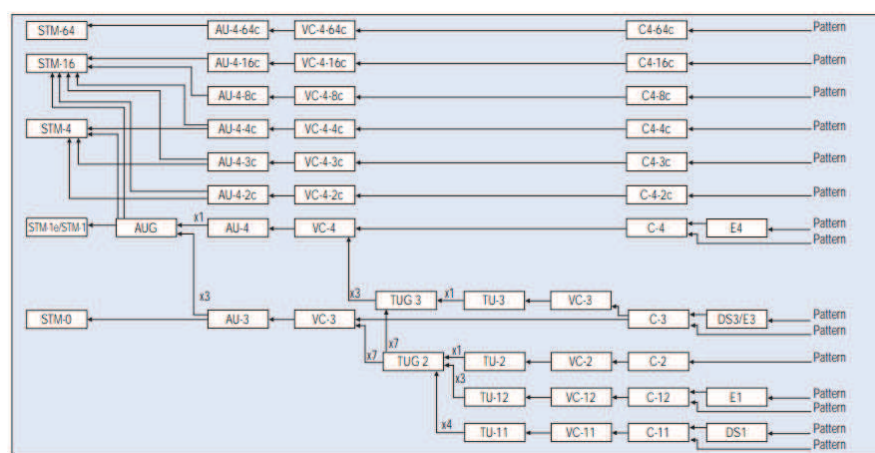 STM-64 AU-4-64c VC-4-64c C4-64c Pattern
STM-16 AU-4-16c VC-4-16c C4-16c Pattern
AU-4-8c VC-4-8c C4-8c Pattern
STM-4 AU-4-4c VC-4-4c C4-4c Pattern
AU-4-3c VC-4-3c C4-3c Pattern
AU-4-2c VC-4-2c C-4-2c Pattern
STM-1e/STM-1 AUG x1 AU-4 VC-4 C-4 E4 Pattern
Pattern
x3 x3 TUG 3 x1 TU-3 VC-3
STM-0 AU-3 VC-3 C-3 DS3/E3 Pattern
Pattern
x7
x7 TUG 2 x1 TU-2 VC-2 C-2 Pattern
x3 TU-12 VC-12 C-12 E1 Pattern
Pattern
x4 TU-11 VC-11 C-11 DS1 Pattern
Pattern